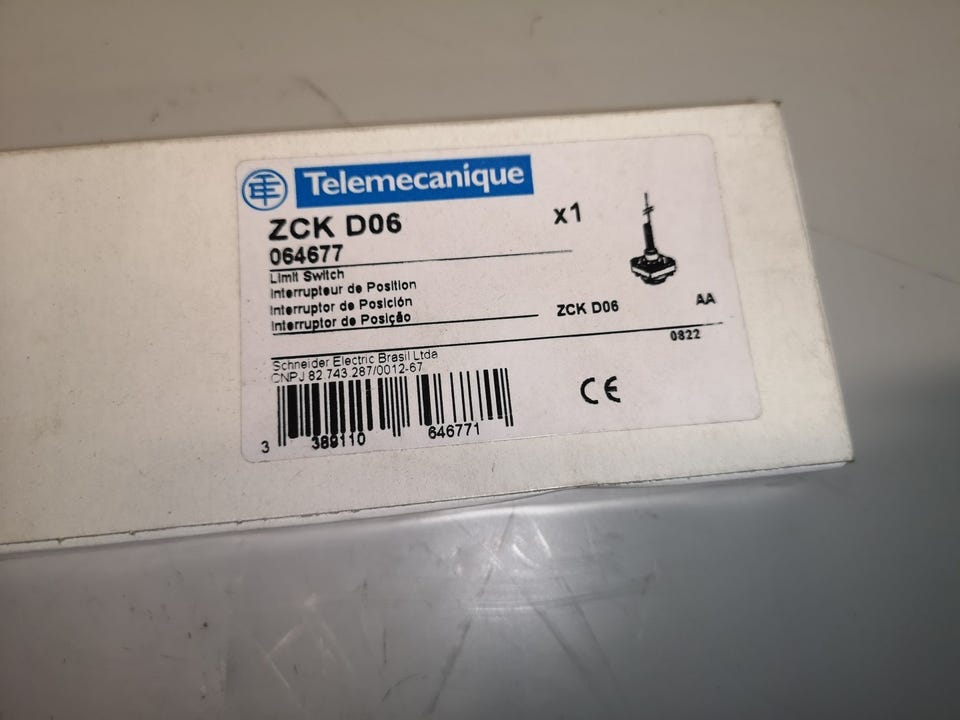 TE Telemecanique
ZCK D06 x1
064677
Limit Switch
Interrupteur de Position
Interruptor de Posición
Interruptor de Posição
ZCK D06 AA
0822
Schneider Electric Brasil Ltda
CNPJ 82 743.287/0012-67
CE
3 389110 646771